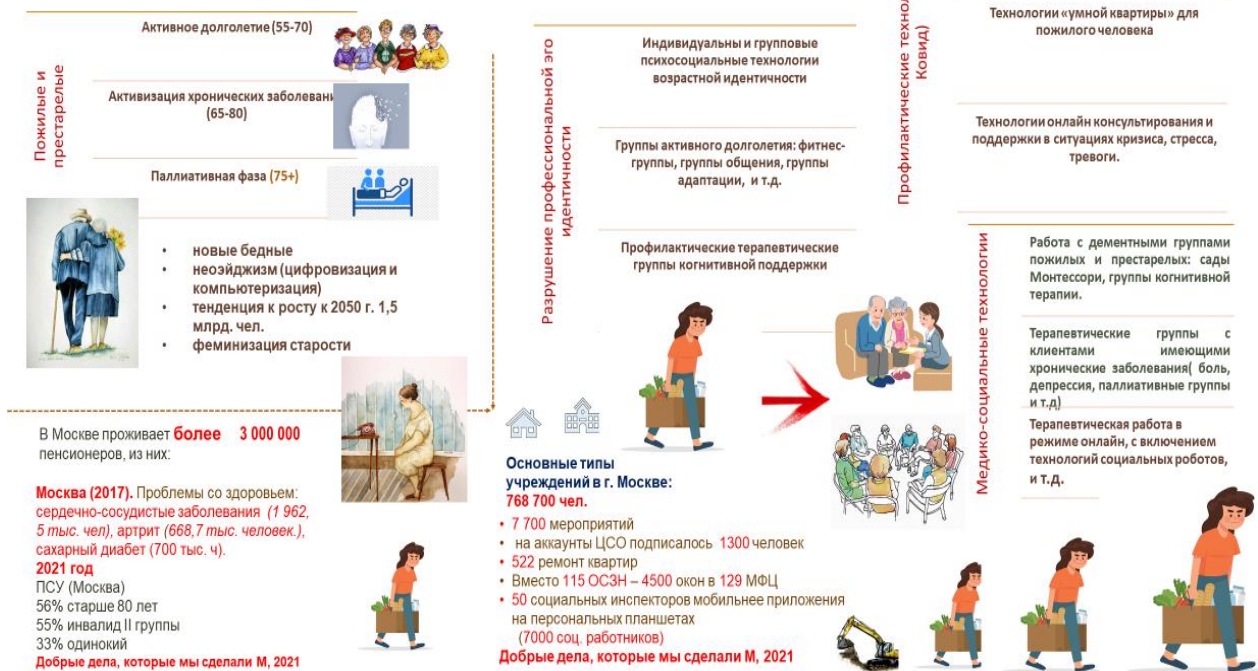 Пожилые и
престарелые
Активное долголетие (55-70)
Активизация хронических заболевани
(65-80)
Паллиативная фаза (75+)
• новые бедные
• неоэйджизм (цифровизация и
компьютеризация)
• тенденция к росту к 2050 г. 1,5
млрд. чел.
• феминизация старости
В Москве проживает более 3 000 000
пенсионеров, из них:
Москва (2017). Проблемы со здоровьем:
сердечно-сосудистые заболевания (1 962,
5 тыс. чел), артрит (668,7 тыс. человек.),
сахарный диабет (700 тыс. ч).
2021 год
ПСУ (Москва)
56% старше 80 лет
55% инвалид II группы
33% одинокий
Добрые дела, которые мы сделали М, 2021
Разрушение профессиональной эго
идентичности
Индивидуальны и групповые
психосоциальные технологии
возрастной идентичности
Группы активного долголетия: фитнес-
группы, группы общения, группы
адаптации, и т.д.
Профилактические терапевтические
группы когнитивной поддержки
Основные типы
учреждений в г. Москве:
768 700 чел.
• 7 700 мероприятий
• на аккаунты ЦСО подписалось 1300 человек
• 522 ремонт квартир
• Вместо 115 ОСЗН – 4500 окон в 129 МФЦ
• 50 социальных инспекторов мобильнее приложения
на персональных планшетах
(7000 соц. работников)
Добрые дела, которые мы сделали М, 2021
Профилактические технол
Ковид)
Технологии «умной квартиры» для
пожилого человека
Технологии онлайн консультирования и
поддержки в ситуациях кризиса, стресса,
тревоги.
Медико-социальные технологии
Работа с дементными группами
пожилых и престарелых: сады
Монтессори, группы когнитивной
терапии.
Терапевтические группы с
клиентами имеющими
хронические заболевания( боль,
депрессия, паллиативные группы
и т.д)
Терапевтическая работа в
режиме онлайн, с включением
технологий социальных роботов,
и т.д.